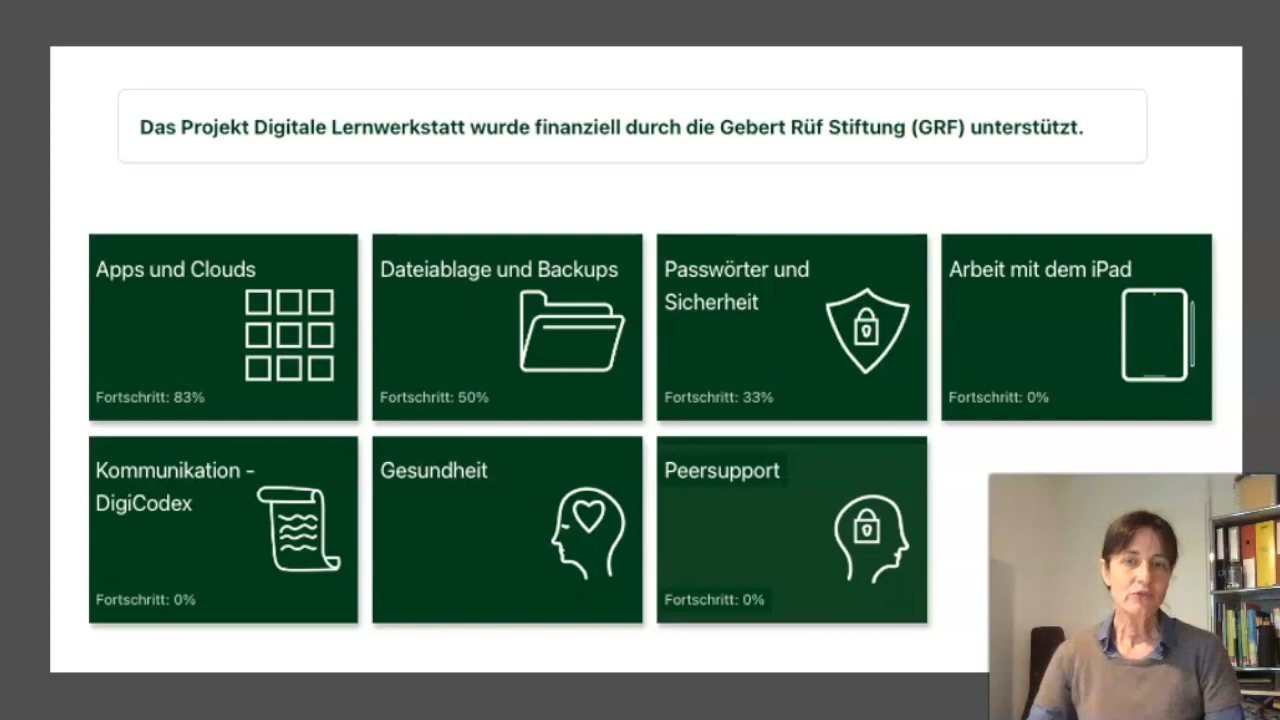 Das Projekt Digitale Lernwerkstatt wurde finanziell durch die Gebert Rüf Stiftung (GRF) unterstützt.
Apps und Clouds
Fortschritt: 83%
Dateiablage und Backups
Fortschritt: 50%
Passwörter und
Sicherheit
Fortschritt: 33%
Arbeit mit dem iPad
Fortschritt: 0%
Kommunikation -
DigiCodex
Fortschritt: 0%
Gesundheit
Peersupport
Fortschritt: 0%